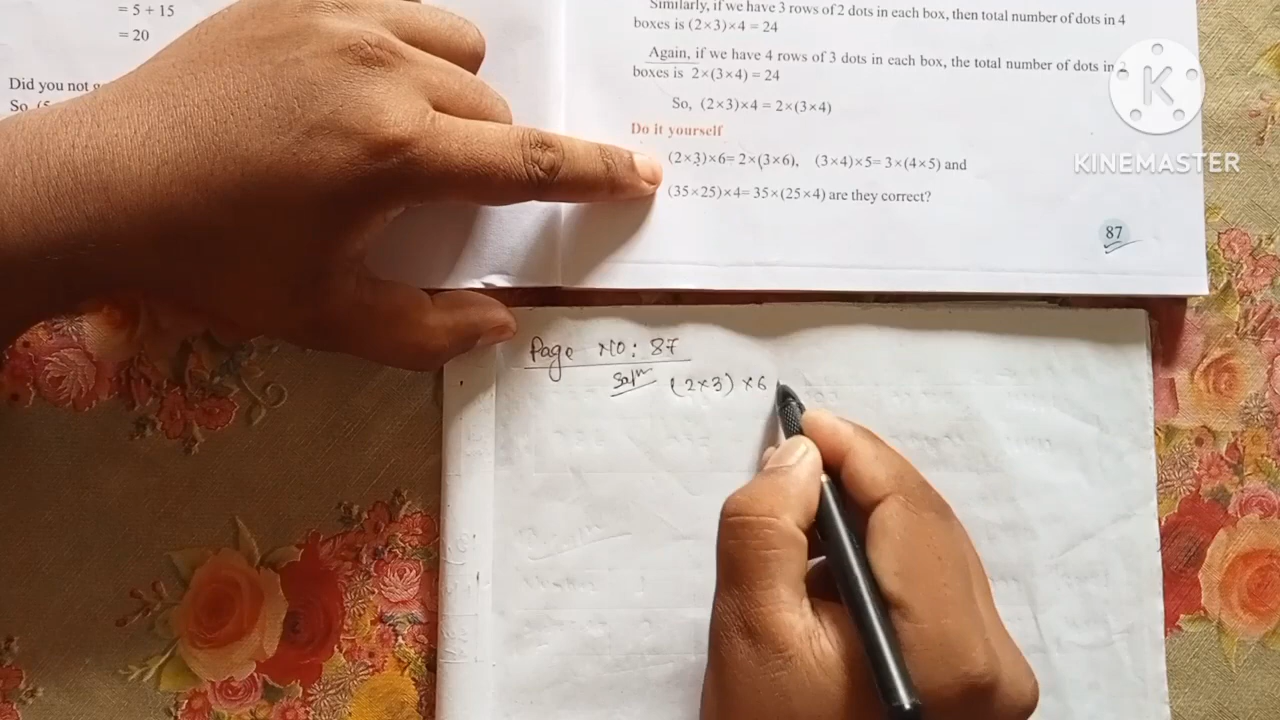 = 5 + 15
= 20
Did you not
So,
Similarly, if we have 3 rows of 2 dots in each box, then total number of dots in 4
boxes is (2×3)×4 = 24
Again, if we have 4 rows of 3 dots in each box, the total number of dots in
boxes is 2×(3×4) = 24
So, (2×3)×4 = 2×(3×4)
Do it yourself
(2×3)×6= 2×(3×6), (3×4)×5= 3×(4×5) and
(35×25)×4= 35×(25×4) are they correct?
87
K
KINEMASTER
Page NO: 87
Solⁿ (2×3) ×6